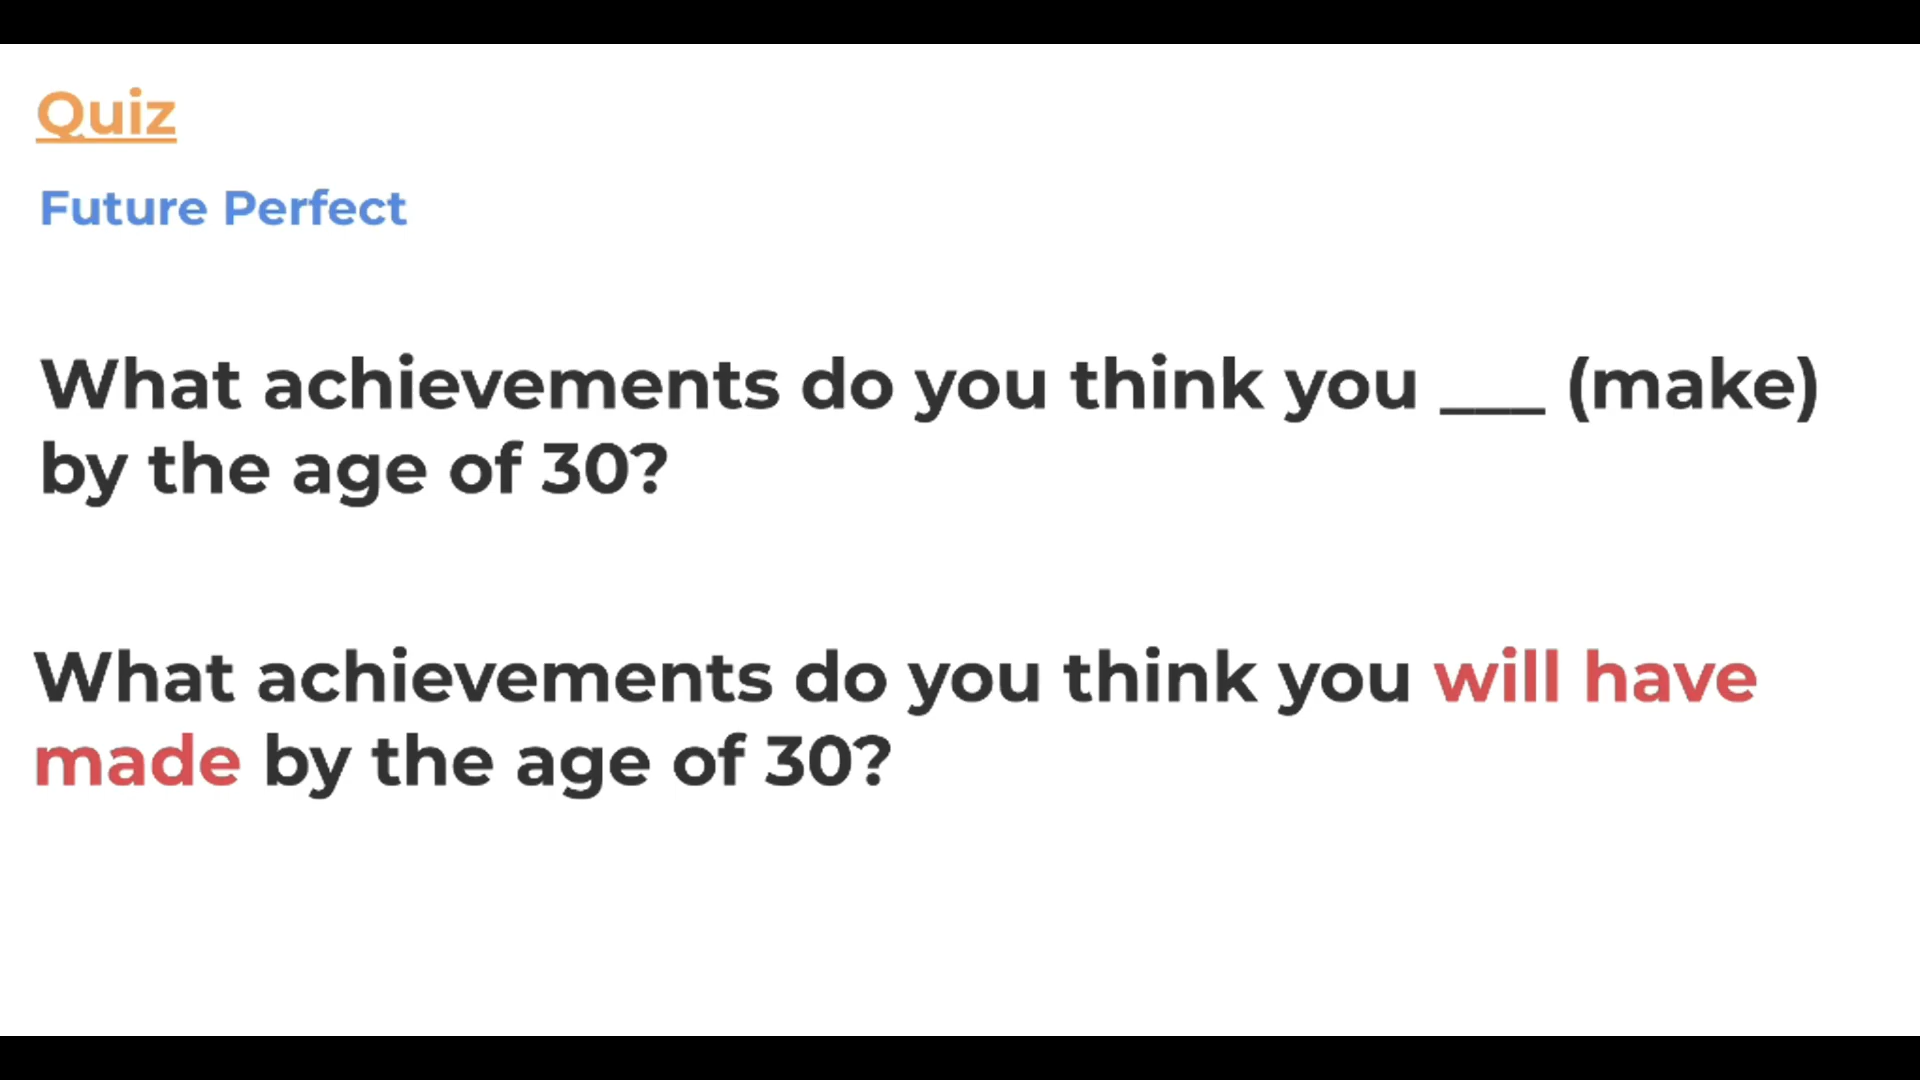 Quiz
Future Perfect
What achievements do you think you ___ (make)
by the age of 30?
What achievements do you think you will have
made by the age of 30?